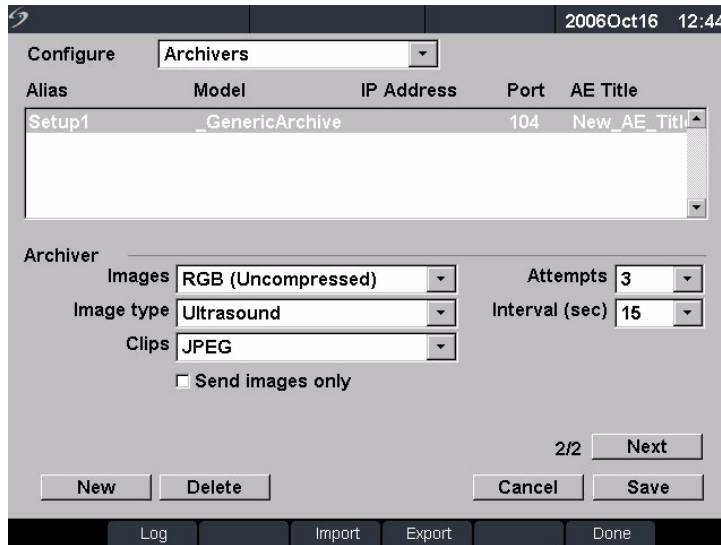 2006Oct16 12:44
Configure Archivers
Alias Model IP Address Port AE Title
Setup1 _GenericArchive 104 New_AE_Title
Archiver
Images RGB (Uncompressed) Attempts 3
Image type Ultrasound Interval (sec) 15
Clips JPEG
Send images only
2/2 Next
New Delete Cancel Save
Log Import Export Done